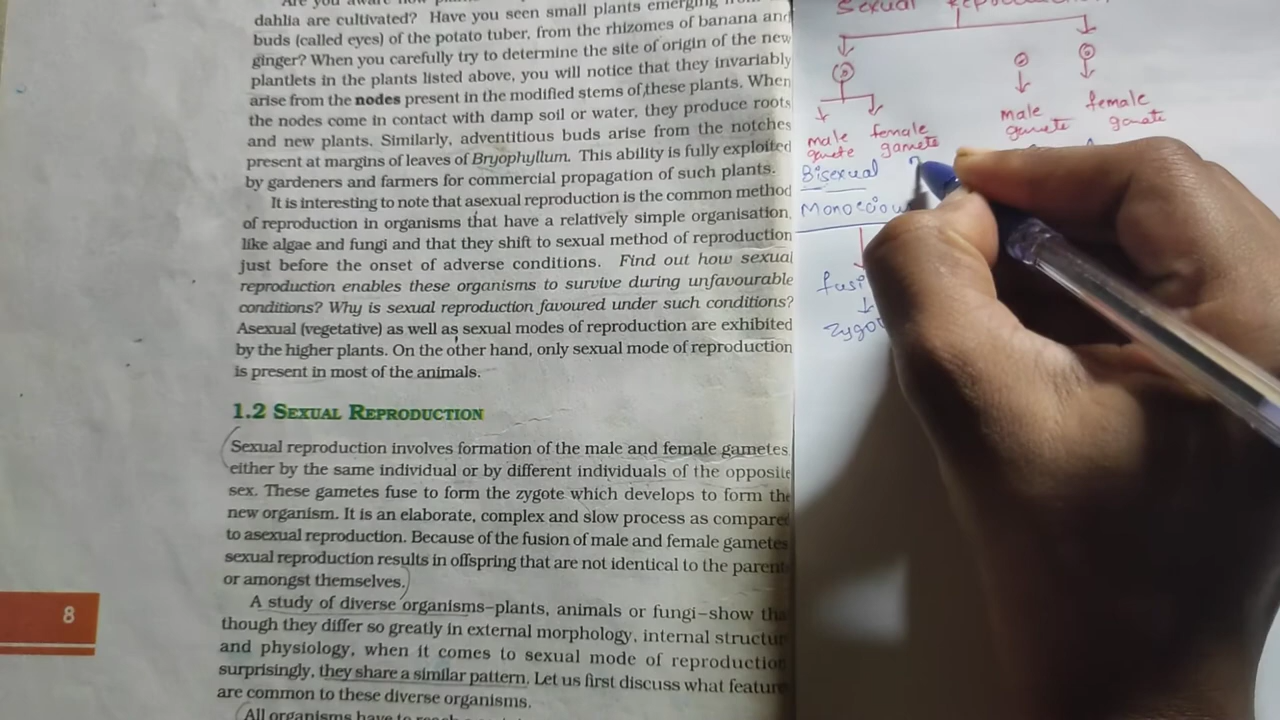 Are you aware how
dahlia are cultivated? Have you seen small plants emerging from
buds (called eyes) of the potato tuber, from the rhizomes of banana and
ginger? When you carefully try to determine the site of origin of the new
plantlets in the plants listed above, you will notice that they invariably
arise from the nodes present in the modified stems of these plants. When
the nodes come in contact with damp soil or water, they produce roots
and new plants. Similarly, adventitious buds arise from the notches
present at margins of leaves of Bryophyllum. This ability is fully exploited
by gardeners and farmers for commercial propagation of such plants.
It is interesting to note that asexual reproduction is the common method
of reproduction in organisms that have a relatively simple organisation,
like algae and fungi and that they shift to sexual method of reproduction
just before the onset of adverse conditions. Find out how sexual
reproduction enables these organisms to survive during unfavourable
conditions? Why is sexual reproduction favoured under such conditions?
Asexual (vegetative) as well as sexual modes of reproduction are exhibited
by the higher plants. On the other hand, only sexual mode of reproduction
is present in most of the animals.
1.2 SEXUAL REPRODUCTION
Sexual reproduction involves formation of the male and female gametes,
either by the same individual or by different individuals of the opposite
sex. These gametes fuse to form the zygote which develops to form the
new organism. It is an elaborate, complex and slow process as compare
to asexual reproduction. Because of the fusion of male and female gametes
sexual reproduction results in offspring that are not identical to the parent
or amongst themselves.
A study of diverse organisms–plants, animals or fungi–show tha
though they differ so greatly in external morphology, internal structur
and physiology, when it comes to sexual mode of reproduction
surprisingly, they share a similar pattern. Let us first discuss what feature
are common to these diverse organisms.
All organisms have to reach
8
Sexual
male gamete
female gamete
male gamete
female gamete
Bisexual
Monoeciou
fusi
Zygo